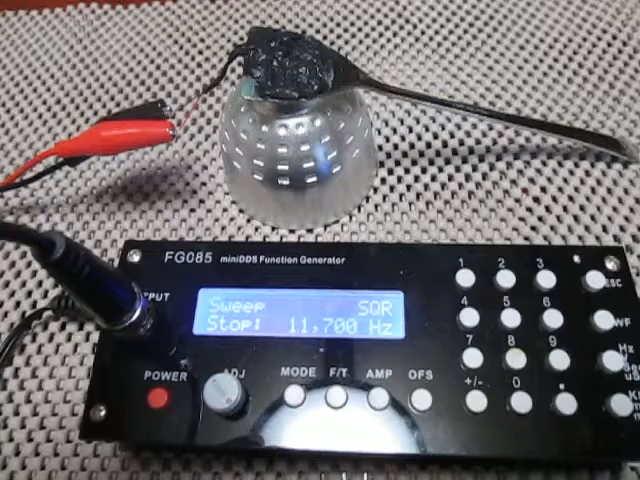 FG085 miniDDS Function Generator
Sweep SQR
Stop: 11,700 Hz
POWER ADJ MODE F/T AMP OFS
1 2 3
4 5 6
7 8 9
+/- 0 .
ESC
WF
Hz